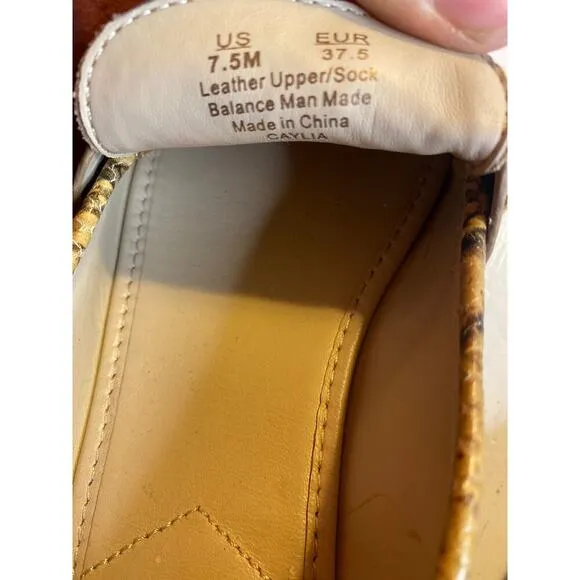 US EUR
7.5M 37.5
Leather Upper/Sock
Balance Man Made
Made in China
CAYLIA